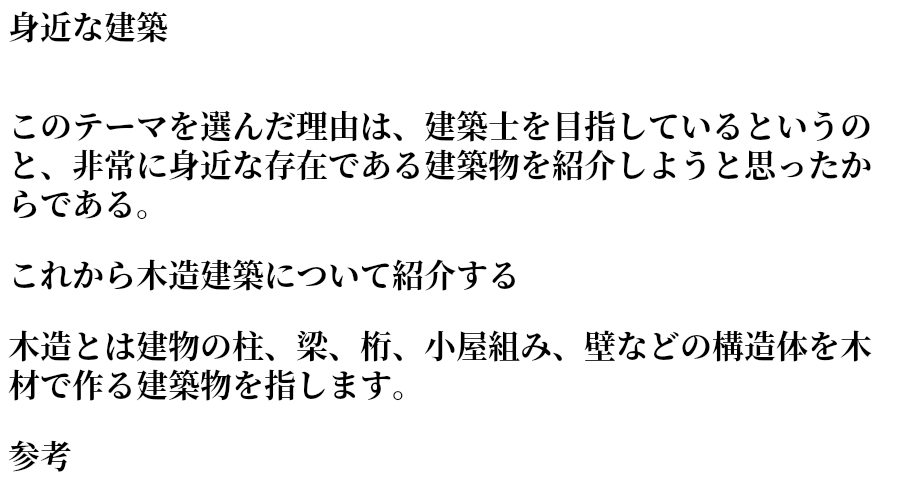 身近な建築
このテーマを選んだ理由は、建築士を目指しているというの
と、非常に身近な存在である建築物を紹介しようと思ったか
らである。
これから木造建築について紹介する
木造とは建物の柱、梁、桁、小屋組み、壁などの構造体を木
材で作る建築物を指します。
参考